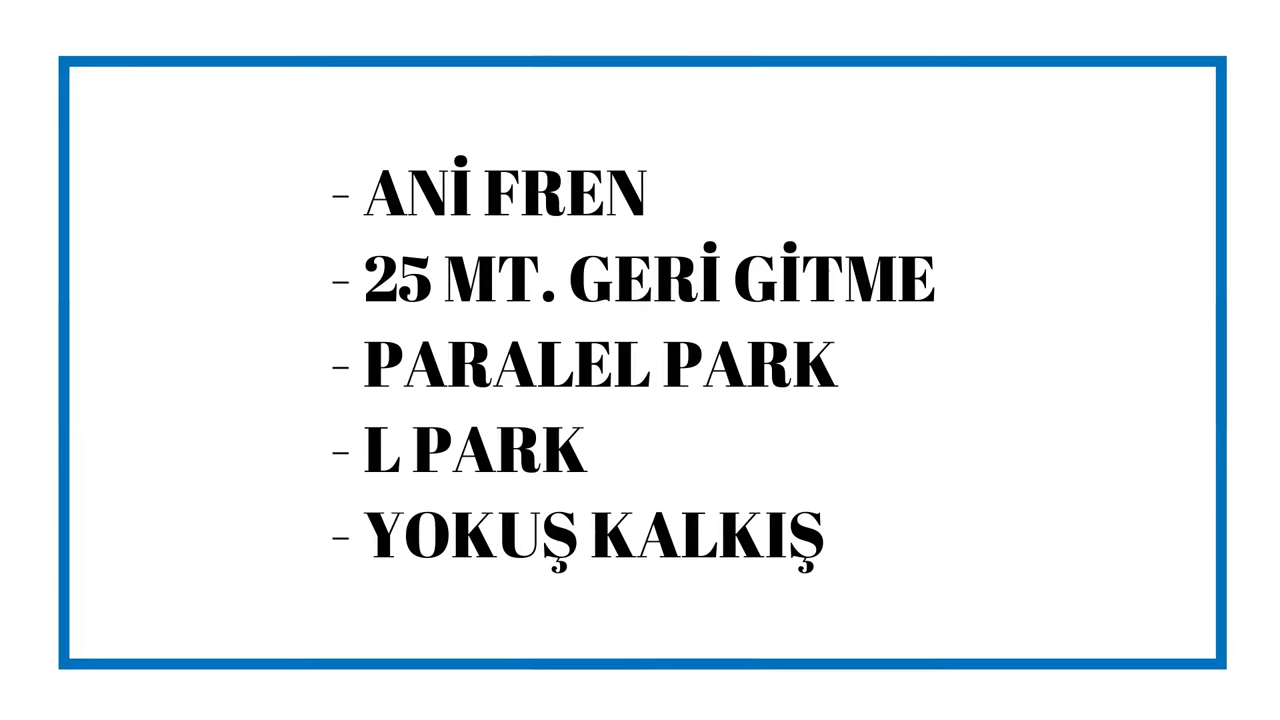 - ANİ FREN
- 25 MT. GERİ GİTME
- PARALEL PARK
- L PARK
- YOKUŞ KALKIŞ